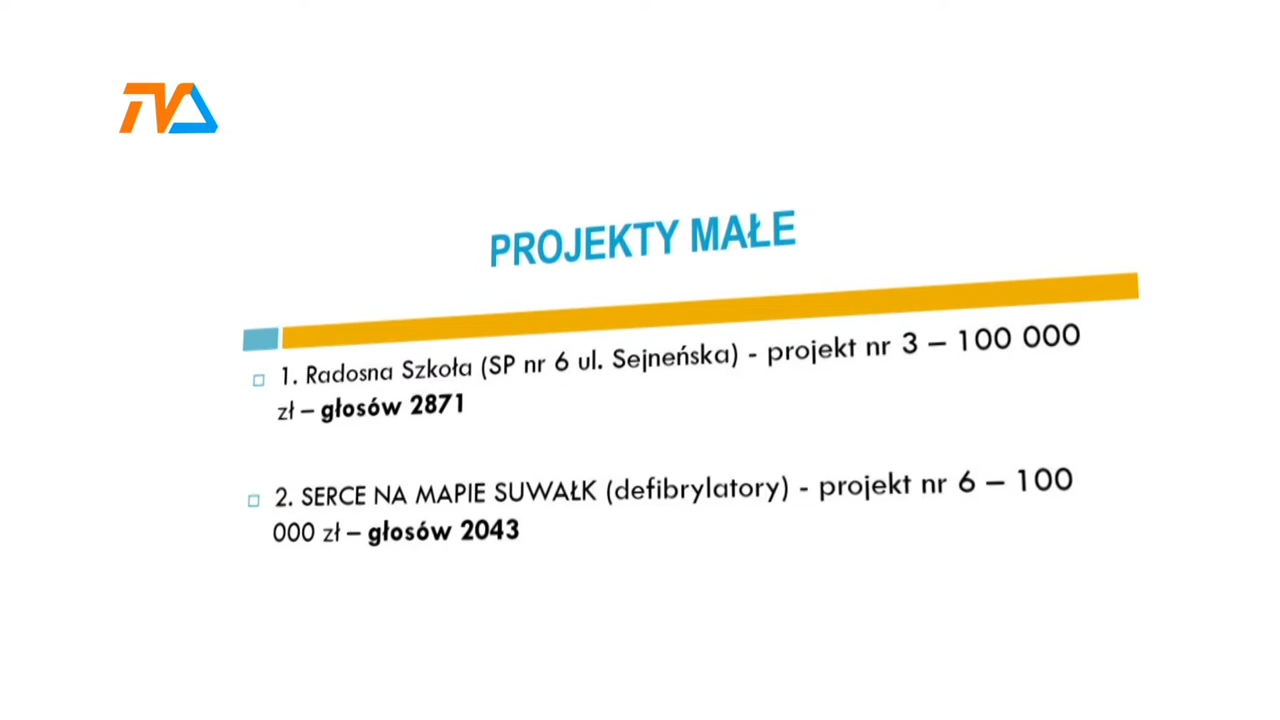 TVA
PROJEKTY MAŁE
1. Radosna Szkoła (SP nr 6 ul. Sejneńska) - projekt nr 3 – 100 000
zł – głosów 2871
2. SERCE NA MAPIE SUWAŁK (defibrylatory) - projekt nr 6 – 100
000 zł – głosów 2043